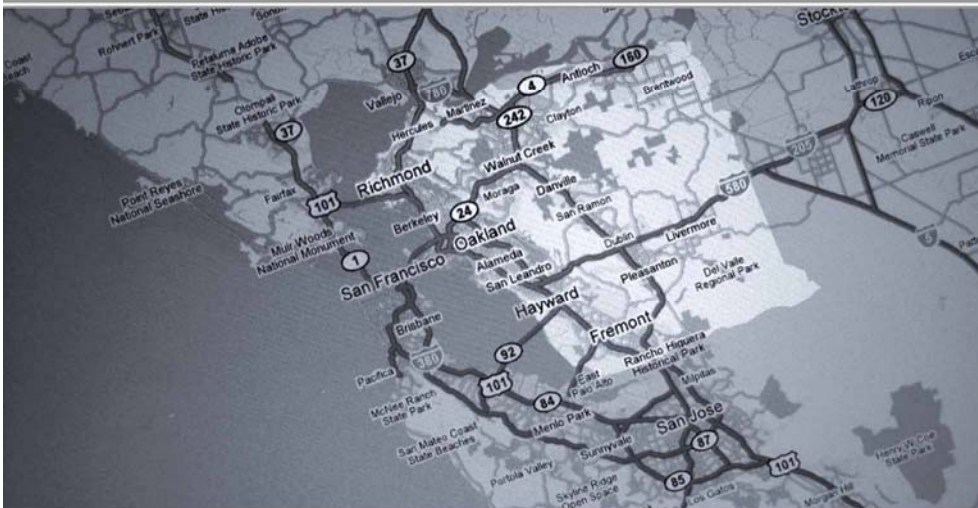 Rohnert Park
Petaluma Adobe
State Historic Park
Olompali
State Historic Park
37
Fairfax
101
Point Reyes
National Seashore
Muir Woods
National Monument
1
37
Vallejo
780
Martinez
Hercules
4
Antioch
160
242
Clayton
Brentwood
Stockto
Lathrop
120
Ripon
Esca
Caswell
Memorial State Park
205
580
5
Richmond
Walnut Creek
Berkeley
24
Moraga
Danville
San Ramon
Oakland
Alameda
San Leandro
Dublin
Livermore
Pleasanton
Del Valle
Regional Park
San Francisco
Hayward
Fremont
Brisbane
380
Pacifica
92
101
84
East
Palo Alto
Rancho Higuera
Historical Park
Milpitas
McNee Ranch
State Park
Menlo Park
San Jose
San Mateo Coast
State Beaches
Sunnyvale
87
Portola Valley
85
101
Skyline Ridge
Open Space
Los Gatos
Morgan Hill
Henry W Coe
State Park